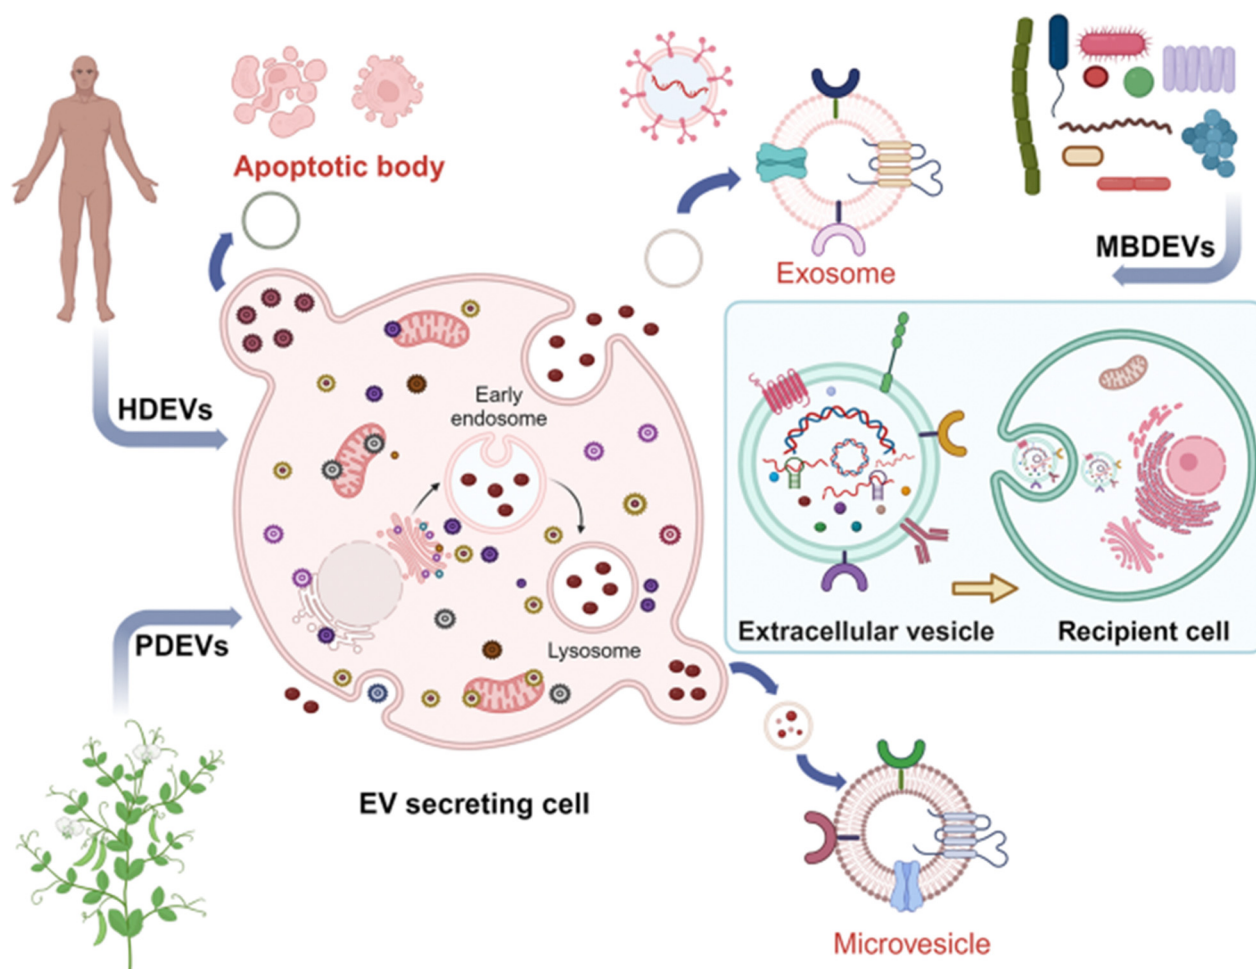 Apoptotic body
Exosome
MBDEVs
HDEVs
Early
endosome
Lysosome
PDEVs
Extracellular vesicle
Recipient cell
EV secreting cell
Microvesicle